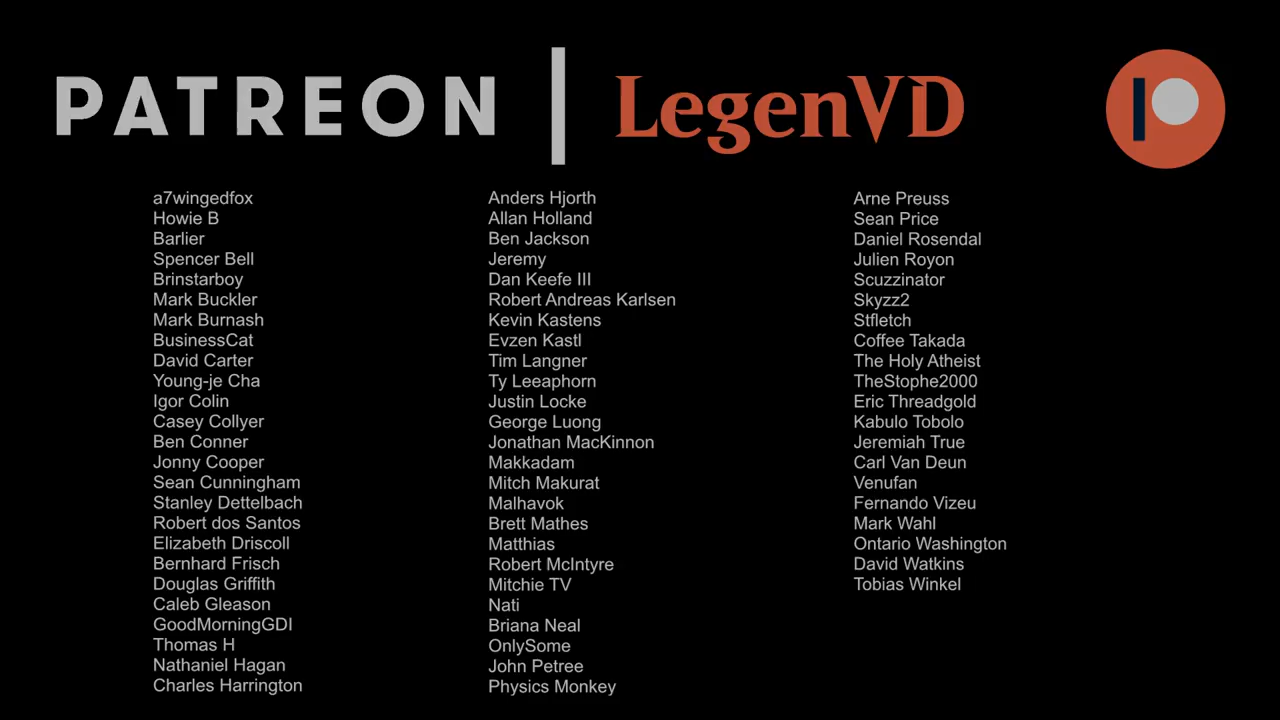 PATREON | LegenVD
a7wingedfox
Howie B
Barlier
Spencer Bell
Brinstarboy
Mark Buckler
Mark Burnash
BusinessCat
David Carter
Young-je Cha
Igor Colin
Casey Collyer
Ben Conner
Jonny Cooper
Sean Cunningham
Stanley Dettelbach
Robert dos Santos
Elizabeth Driscoll
Bernhard Frisch
Douglas Griffith
Caleb Gleason
GoodMorningGDI
Thomas H
Nathaniel Hagan
Charles Harrington
Anders Hjorth
Allan Holland
Ben Jackson
Jeremy
Dan Keefe III
Robert Andreas Karlsen
Kevin Kastens
Evzen Kastl
Tim Langner
Ty Leeaphorn
Justin Locke
George Luong
Jonathan MacKinnon
Makkadam
Mitch Makurat
Malhavok
Brett Mathes
Matthias
Robert McIntyre
Mitchie TV
Nati
Briana Neal
OnlySome
John Petree
Physics Monkey
Arne Preuss
Sean Price
Daniel Rosendal
Julien Royon
Scuzzinator
Skyzz2
Stfletch
Coffee Takada
The Holy Atheist
TheStophe2000
Eric Threadgold
Kabulo Tobolo
Jeremiah True
Carl Van Deun
Venufan
Fernando Vizeu
Mark Wahl
Ontario Washington
David Watkins
Tobias Winkel